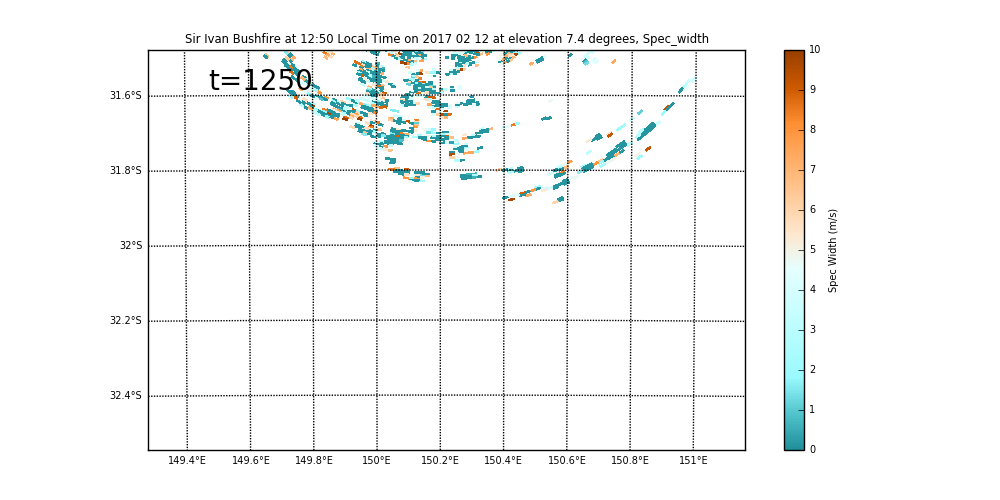 Sir Ivan Bushfire at 12:50 Local Time on 2017 02 12 at elevation 7.4 degrees, Spec_width
t=1250
31.6°S
31.8°S
32°S
32.2°S
32.4°S
149.4°E 149.6°E 149.8°E 150°E 150.2°E 150.4°E 150.6°E 150.8°E 151°E
10
9
8
7
6
5
4
3
2
1
0
Spec Width (m/s)